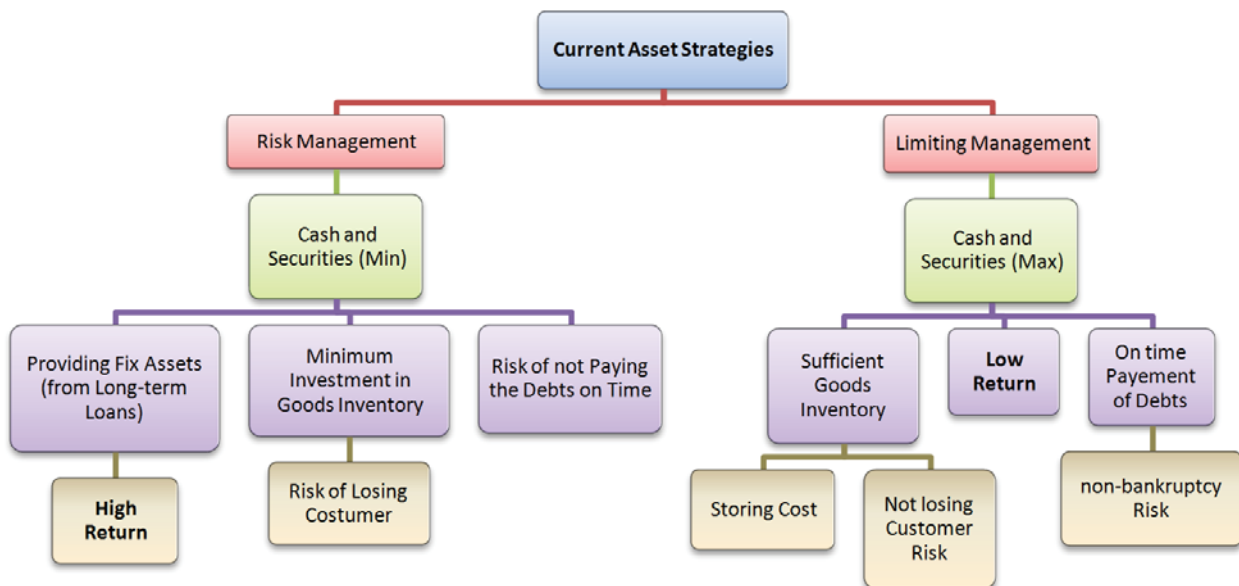 Current Asset Strategies
Risk Management
Limiting Management
Cash and
Securities (Min)
Cash and
Securities (Max)
Providing Fix Assets
(from Long-term
Loans)
Minimum
Investment in
Goods Inventory
Risk of not Paying
the Debts on Time
Sufficient
Goods
Inventory
Low
Return
On time
Payement
of Debts
High
Return
Risk of Losing
Costumer
Storing Cost
Not losing
Customer
Risk
non-bankruptcy
Risk